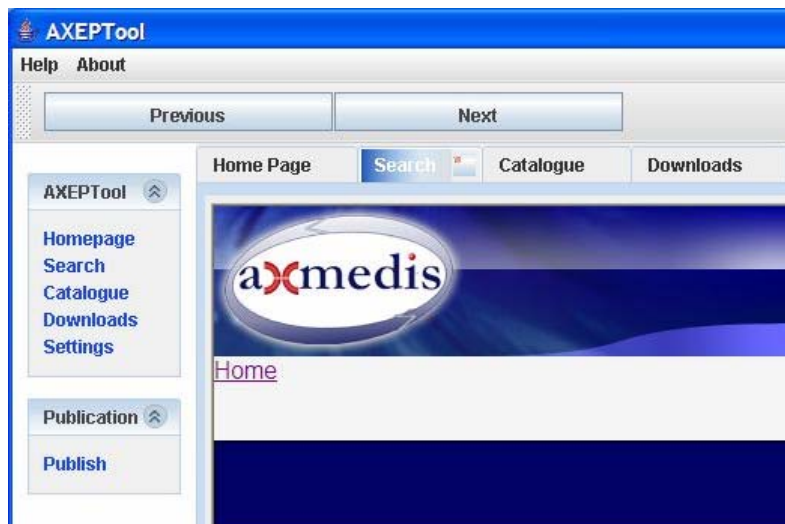 AXEPTool
Help About
Previous Next
Home Page Search Catalogue Downloads
AXEPTool
Homepage
Search
Catalogue
Downloads
Settings
Publication
Publish
axmedis
Home